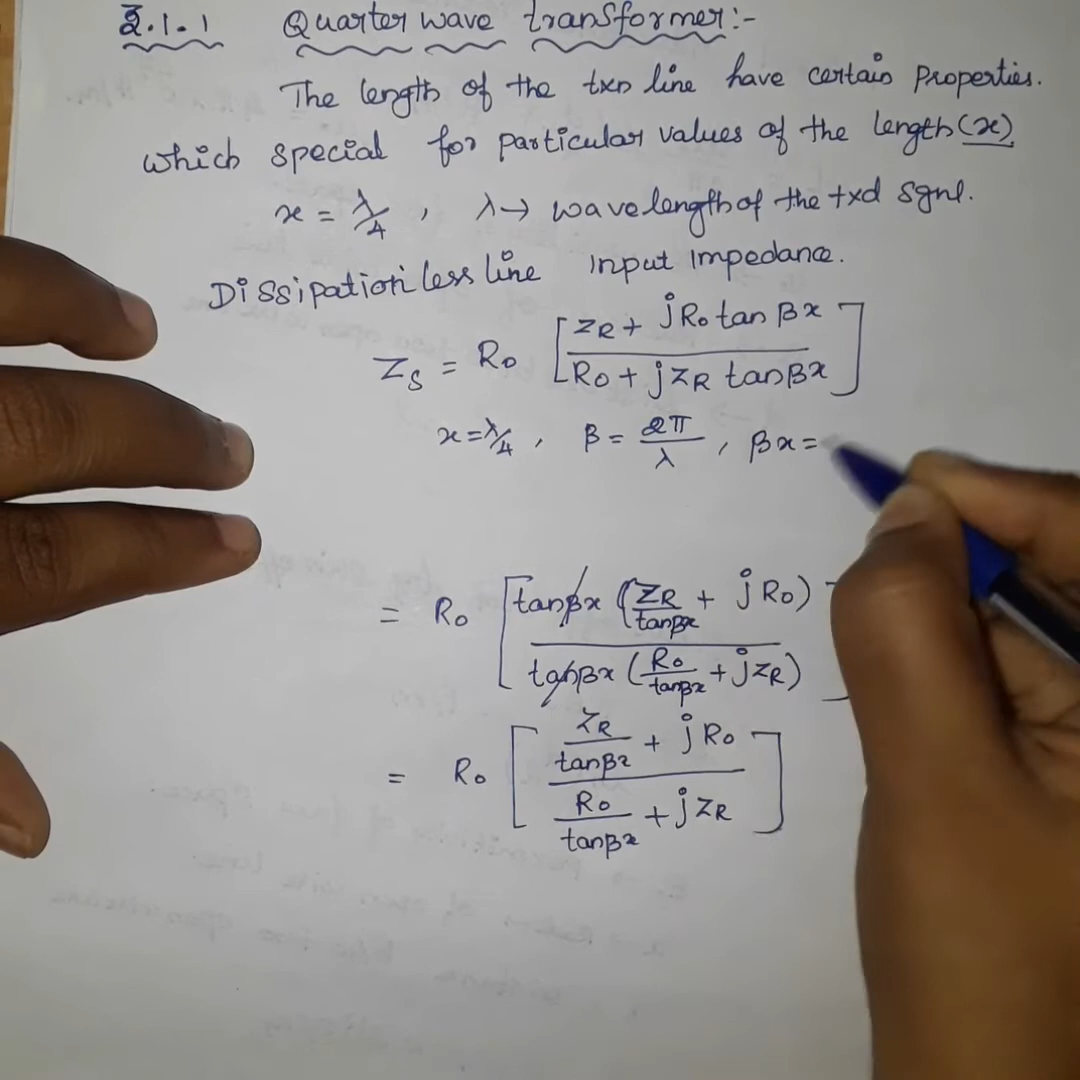 2.1.1 Quarter wave transformer:-
The length of the txn line have certain properties.
which special for particular values of the length (x)
x = λ/4 , λ → wavelength of the txd sgnl.
Dissipationless line input impedance.
Zs = Ro [ZR + jRo tan βx / Ro + jZR tanβx]
x=λ/4 , β = 2π/λ , βx =
= Ro [tanβx (ZR/tanβx + jRo) / tanβx (Ro/tanβx + jZR)]
= Ro [ZR/tanβx + jRo / Ro/tanβx + jZR]